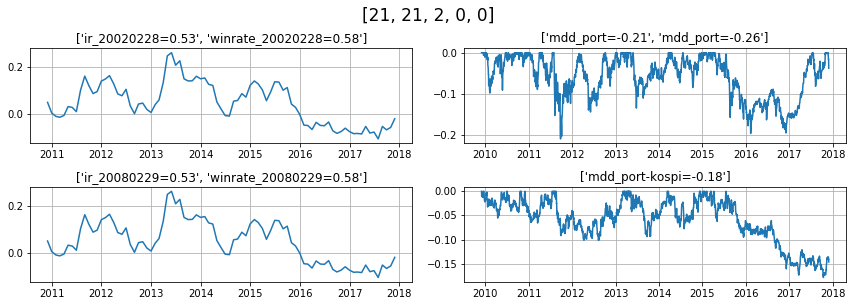 [21, 21, 2, 0, 0]
['ir_20020228=0.53', 'winrate_20020228=0.58']
0.2
0.0
2011 2012 2013 2014 2015 2016 2017 2018
['mdd_port=-0.21', 'mdd_port=-0.26']
0.0
−0.1
−0.2
2010 2011 2012 2013 2014 2015 2016 2017 2018
['ir_20080229=0.53', 'winrate_20080229=0.58']
0.2
0.0
2011 2012 2013 2014 2015 2016 2017 2018
['mdd_port-kospi=-0.18']
0.00
−0.05
−0.10
−0.15
2010 2011 2012 2013 2014 2015 2016 2017 2018